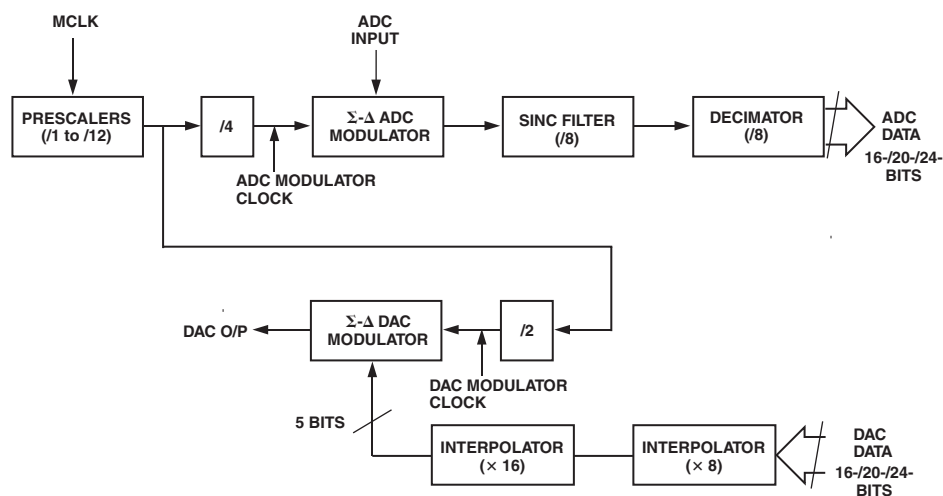 MCLK
ADC
INPUT
PRESCALERS
(/1 to /12)
/4
Σ-Δ ADC
MODULATOR
SINC FILTER
(/8)
DECIMATOR
(/8)
ADC
DATA
16-/20-/24-
BITS
ADC MODULATOR
CLOCK
DAC O/P
Σ-Δ DAC
MODULATOR
/2
DAC MODULATOR
CLOCK
5 BITS
INTERPOLATOR
(× 16)
INTERPOLATOR
(× 8)
DAC
DATA
16-/20-/24-
BITS